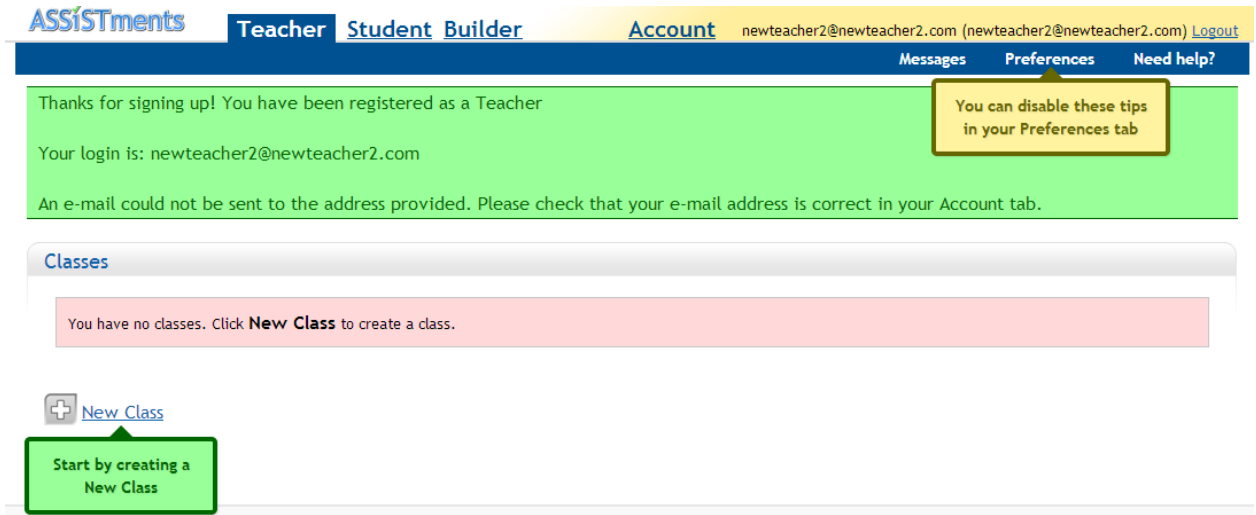 ASSiSTments
Teacher Student Builder Account newteacher2@newteacher2.com (newteacher2@newteacher2.com) Logout
Messages Preferences Need help?
You can disable these tips
in your Preferences tab
Thanks for signing up! You have been registered as a Teacher
Your login is: newteacher2@newteacher2.com
An e-mail could not be sent to the address provided. Please check that your e-mail address is correct in your Account tab.
Classes
You have no classes. Click New Class to create a class.
New Class
Start by creating a
New Class